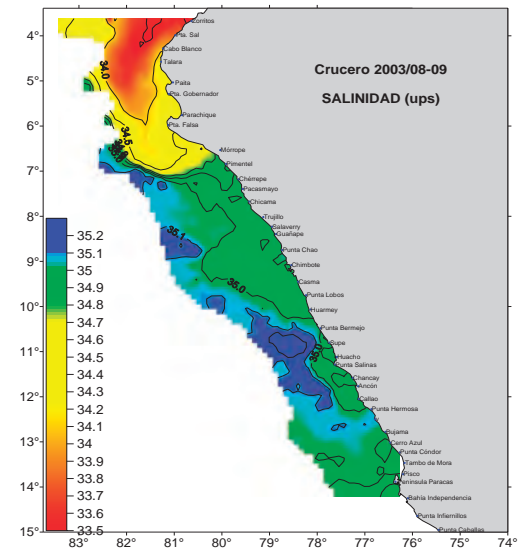 Crucero 2003/08-09
SALINIDAD (ups)
4°
5°
6°
7°
8°
9°
10°
11°
12°
13°
14°
15°
83°
82°
81°
80°
79°
78°
77°
76°
75°
74°
Zorritos
Pta. Sal
Cabo Blanco
Talara
Paita
Pta. Gobernador
Parachique
Pta. Falsa
Mórrope
Pimentel
Chérrepe
Pacasmayo
Chicama
Trujillo
Salaverry
Guañape
Punta Chao
Chimbote
Casma
Punta Lobos
Huarmey
Punta Bermejo
Supe
Huacho
Punta Salinas
Chancay
Ancón
Callao
Punta Hermosa
Bujama
Cerro Azul
Punta Cóndor
Tambo de Mora
Pisco
Península Paracas
Bahía Independencia
Punta Infiernillos
Punta Caballas
34.0
34.5
35.1
35.0
35.0
35.2
35.1
35
34.9
34.8
34.7
34.6
34.5
34.4
34.3
34.2
34.1
34
33.9
33.8
33.7
33.6
33.5